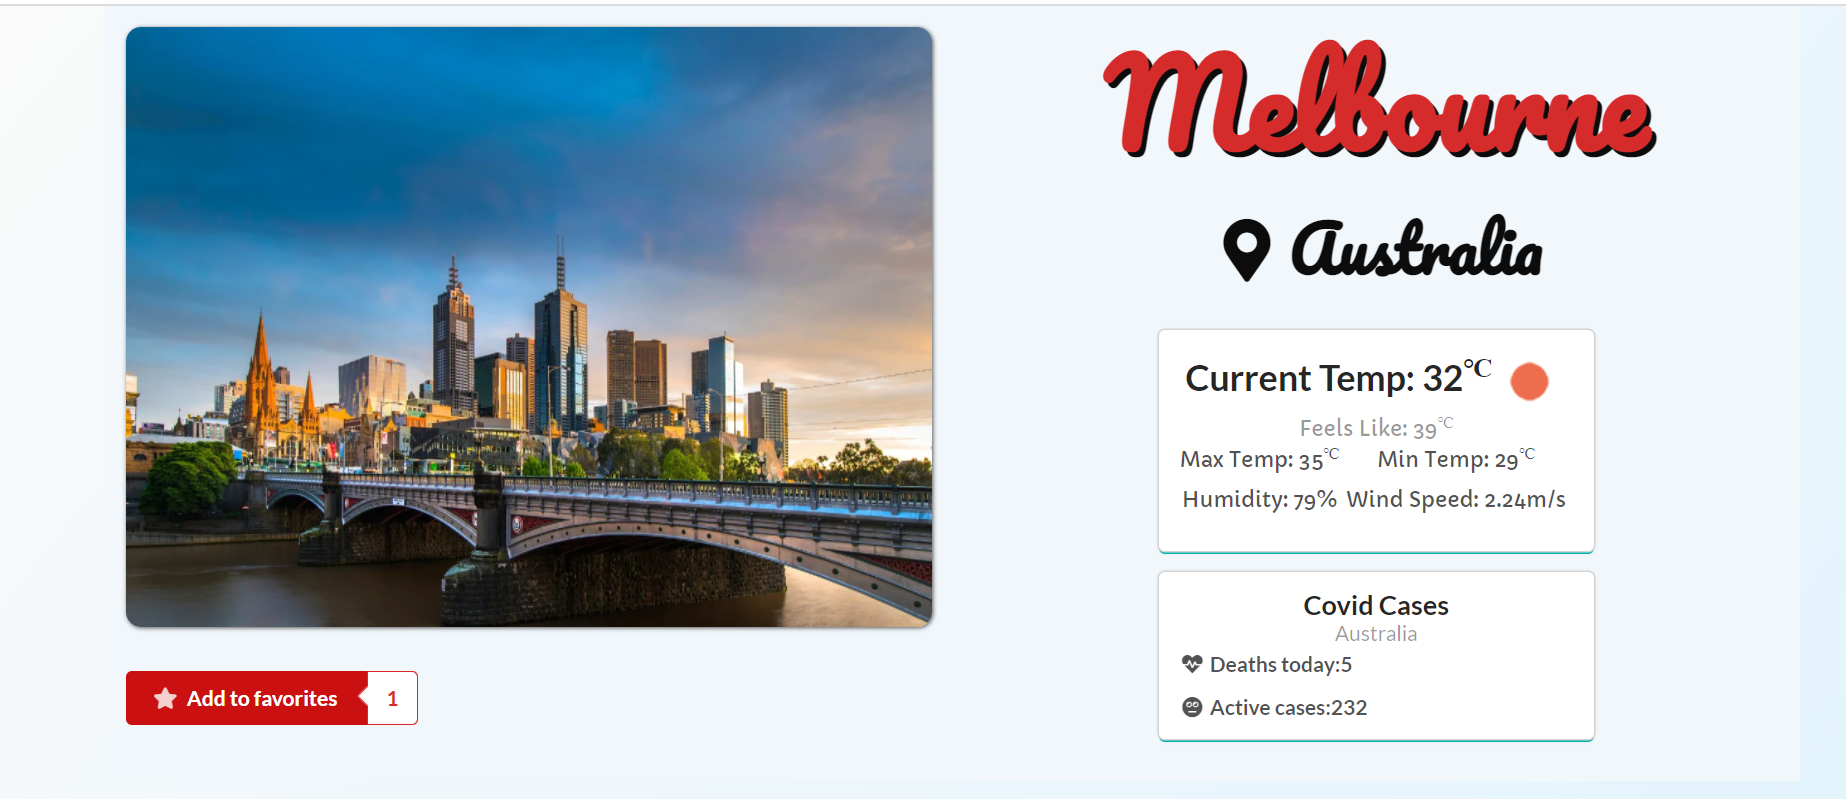 Melbourne
Australia
Current Temp: 32°C
Feels Like: 39°C
Max Temp: 35°C Min Temp: 29°C
Humidity: 79% Wind Speed: 2.24m/s
Covid Cases
Australia
Deaths today:5
Active cases:232
Add to favorites 1